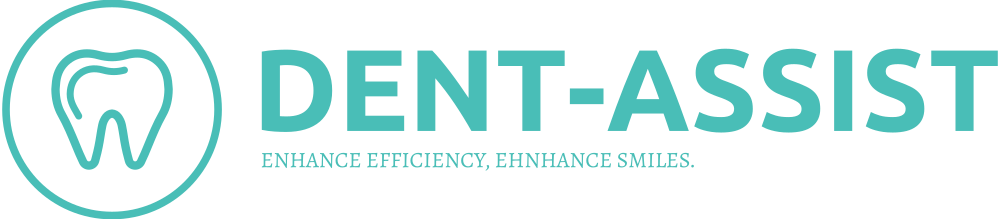 DENT-ASSIST
ENHANCE EFFICIENCY, EHNHANCE SMILES.